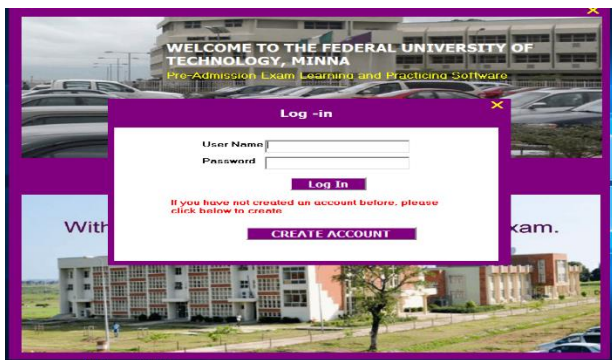 WELCOME TO THE FEDERAL UNIVERSITY OF
TECHNOLOGY, MINNA
Pre-Admission Exam Learning and Practicing Software
Log -in
User Name
Password
Log In
If you have not created an account before, please
click below to create
With
xam.
CREATE ACCOUNT